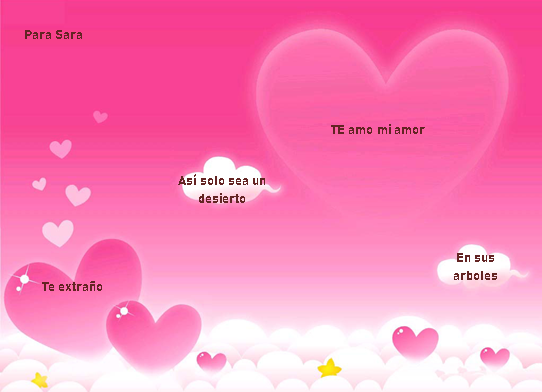 Para Sara
TE amo mi amor
Así solo sea un
desierto
En sus
arboles
Te extraño